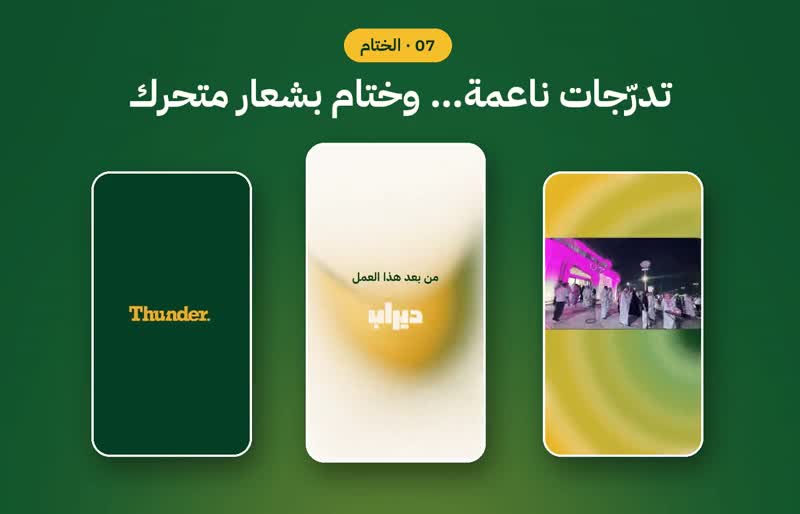 07 · الختام
تدرّجات ناعمة... وختام بشعار متحرك
من بعد هذا العمل
ديراب
Thunder.